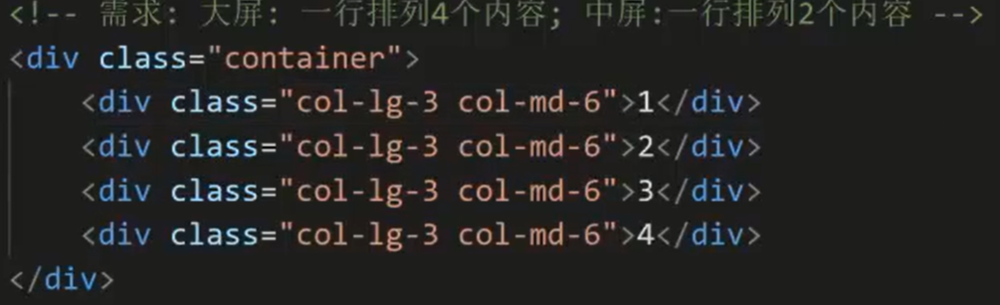 <!-- 需求: 大屏: 一行排列4个内容; 中屏:一行排列2个内容 -->
<div class="container">
    <div class="col-lg-3 col-md-6">1</div>
    <div class="col-lg-3 col-md-6">2</div>
    <div class="col-lg-3 col-md-6">3</div>
    <div class="col-lg-3 col-md-6">4</div>
</div>